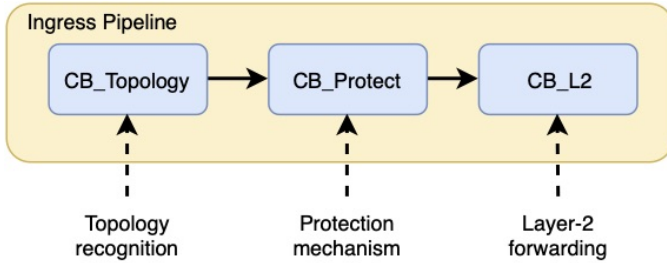 Ingress Pipeline
CB_Topology
CB_Protect
CB_L2
Topology
recognition
Protection
mechanism
Layer-2
forwarding